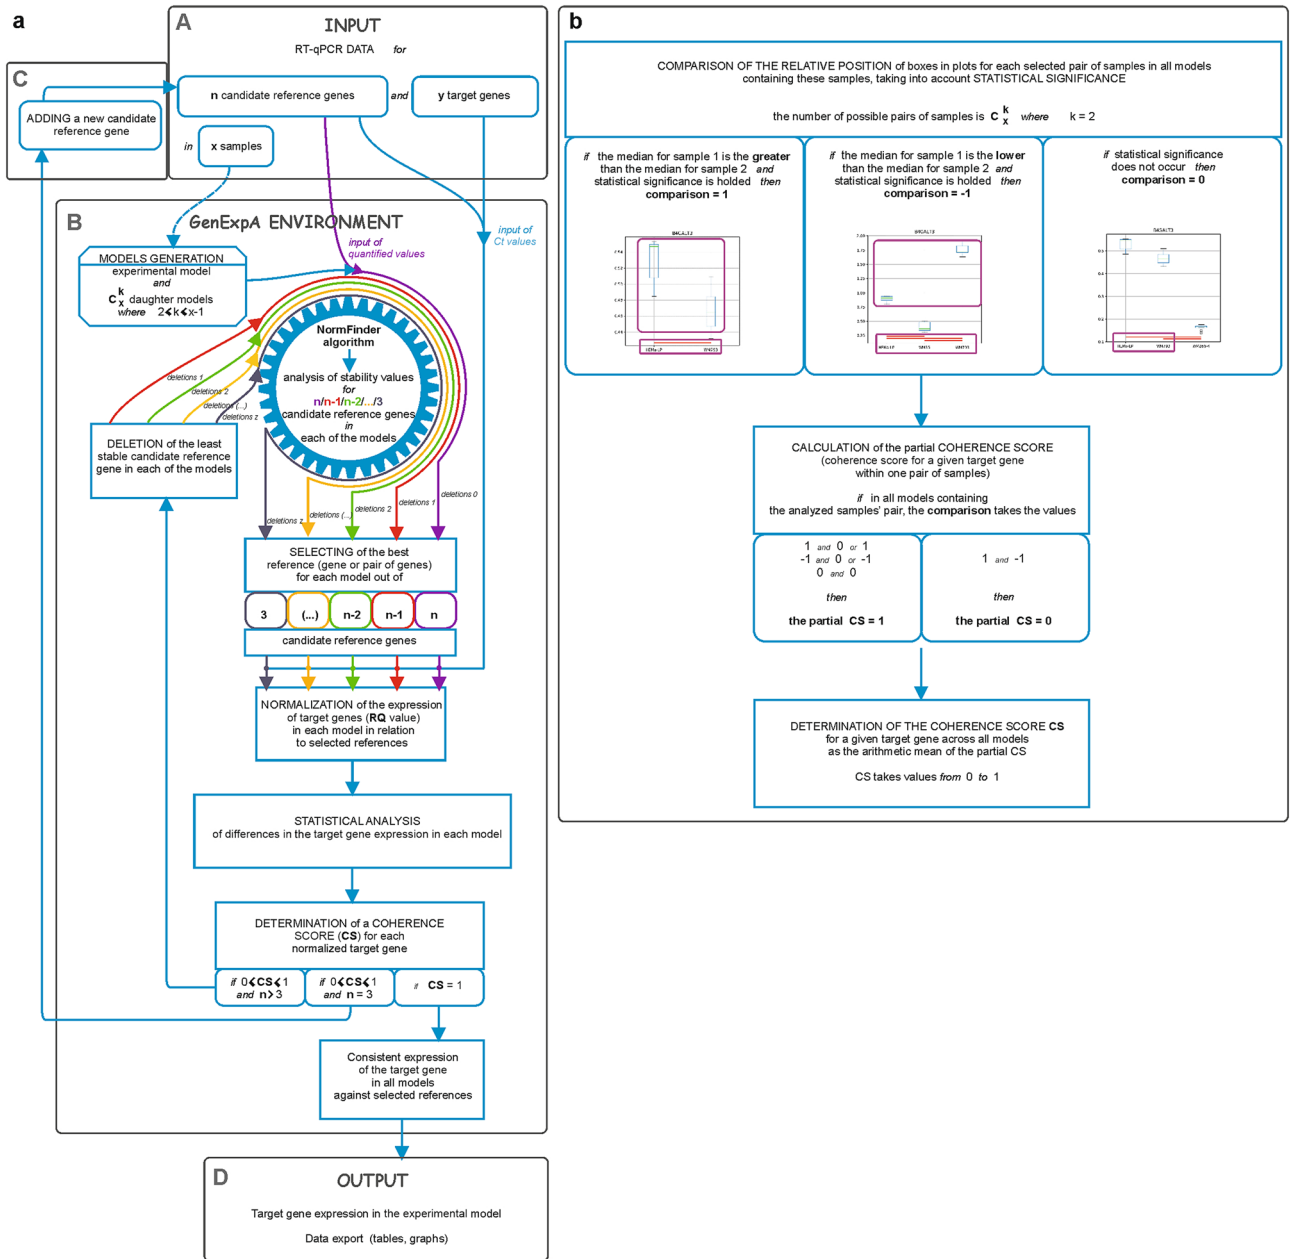 a
A
INPUT
RT-qPCR DATA for
C
n candidate reference genes
and
y target genes
ADDING a new candidate
reference gene
in
x samples
B
GenExpA ENVIRONMENT
input of
quantified values
input of
Ct values
MODELS GENERATION
experimental model
and
C k x daughter models
where 2⩽k⩽x-1
NormFinder
algorithm
analysis of stability values
for
n/n-1/n-2/.../3
candidate reference genes
in
each of the models
deletions 1
deletions 2
deletions (...)
deletions z
DELETION of the least
stable candidate reference
gene in each of the models
deletions z
deletions (...)
deletions 2
deletions 1
deletions 0
SELECTING of the best
reference (gene or pair of genes)
for each model out of
3
(...)
n-2
n-1
n
candidate reference genes
NORMALIZATION of the expression
of target genes (RQ value)
in each model in relation
to selected references
STATISTICAL ANALYSIS
of differences in the target gene expression in each model
DETERMINATION of a COHERENCE
SCORE (CS) for each
normalized target gene
if 0⩽CS⩽1
and n>3
if 0⩽CS⩽1
and n = 3
if CS = 1
Consistent expression
of the target gene
in all models
against selected references
D
OUTPUT
Target gene expression in the experimental model
Data export (tables, graphs)
b
COMPARISON OF THE RELATIVE POSITION of boxes in plots for each selected pair of samples in all models
containing these samples, taking into account STATISTICAL SIGNIFICANCE
the number of possible pairs of samples is C k x where k = 2
if the median for sample 1 is the greater
than the median for sample 2 and
statistical significance is holded then
comparison = 1
if the median for sample 1 is the lower
than the median for sample 2 and
statistical significance is holded then
comparison = -1
if statistical significance
does not occur then
comparison = 0
B4GALT3
B4GALT3
B4GALT3
CALCULATION of the partial COHERENCE SCORE
(coherence score for a given target gene
within one pair of samples)
if in all models containing
the analyzed samples' pair, the comparison takes the values
1 and 0 or 1
-1 and 0 or -1
0 and 0
then
the partial CS = 1
1 and -1
then
the partial CS = 0
DETERMINATION OF THE COHERENCE SCORE CS
for a given target gene across all models
as the arithmetic mean of the partial CS
CS takes values from 0 to 1